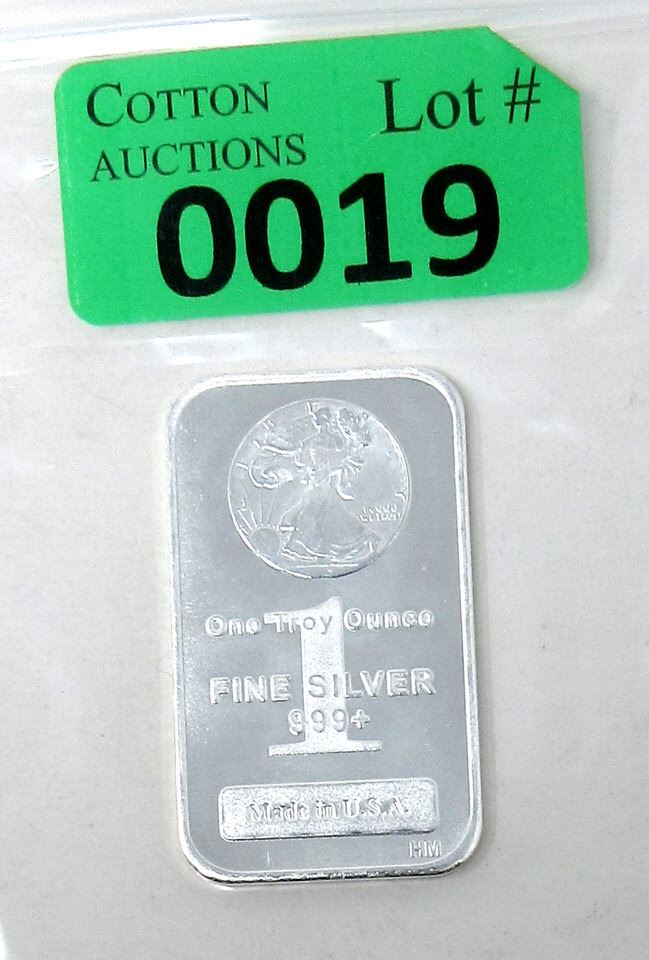 COTTON
AUCTIONS
Lot #
0019
One Troy Ounce
1
FINE SILVER
999+
Made in U.S.A.
HM